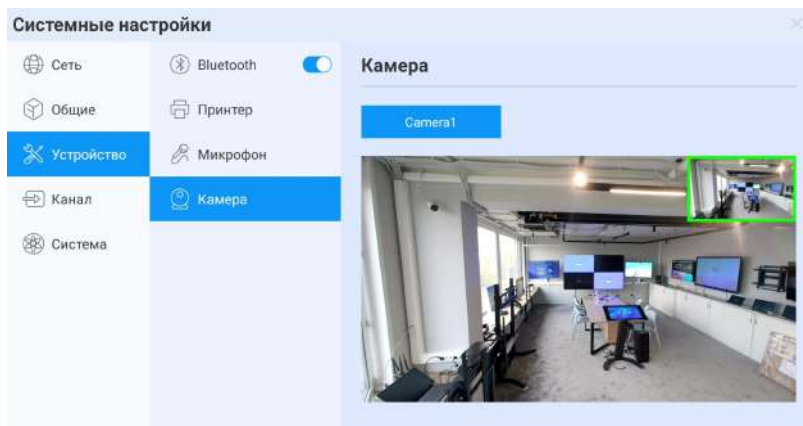 Системные настройки
Сеть
Общие
Устройство
Канал
Система
Bluetooth
Принтер
Микрофон
Камера
Камера
Camera1